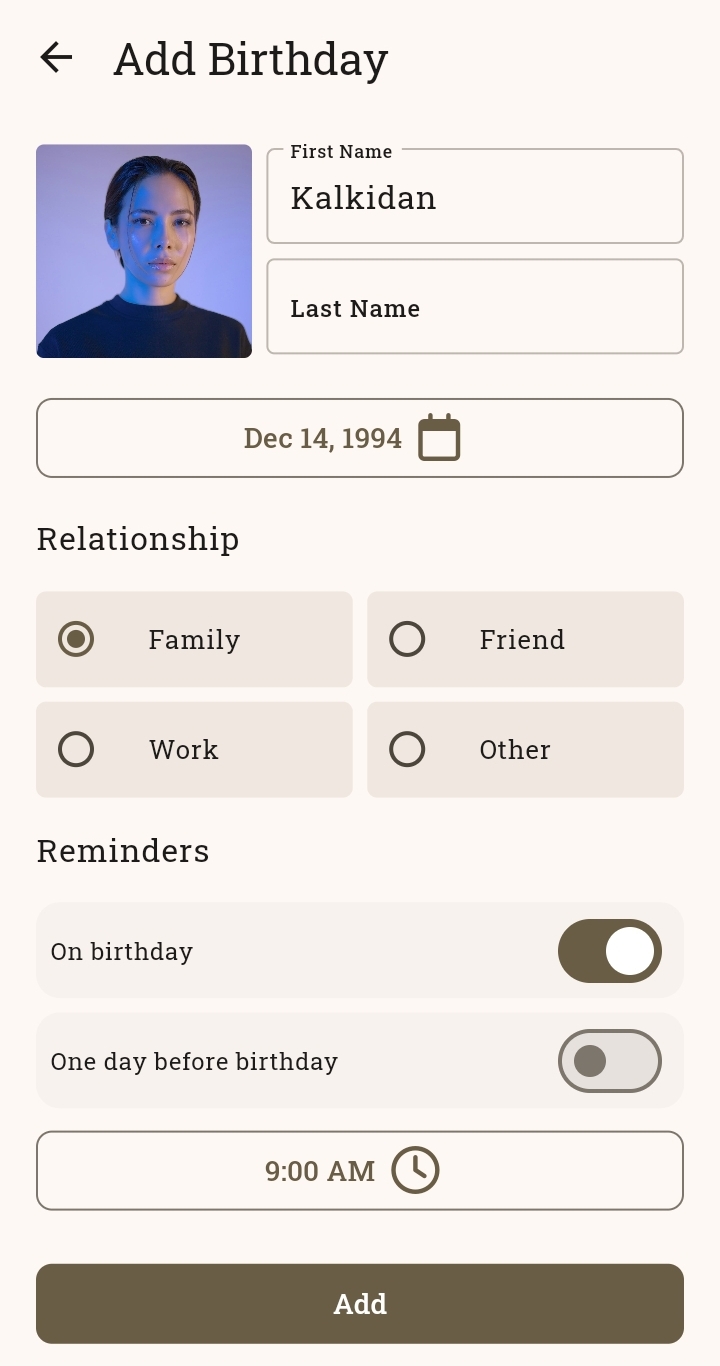 Add Birthday
First Name
Kalkidan
Last Name
Dec 14, 1994
Relationship
Family
Friend
Work
Other
Reminders
On birthday
One day before birthday
9:00 AM
Add